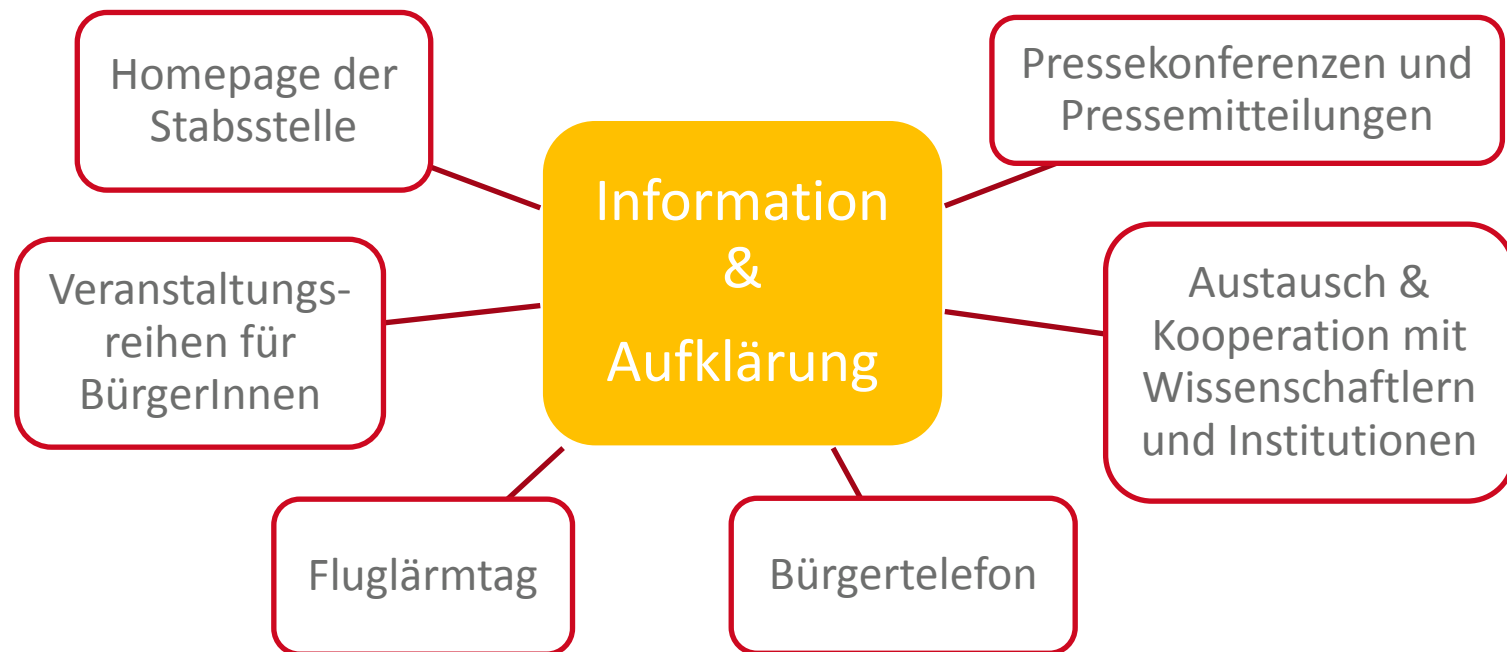 Homepage der
Stabsstelle
Pressekonferenzen und
Pressemitteilungen
Information
&
Aufklärung
Veranstaltungs-
reihen für
BürgerInnen
Austausch &
Kooperation mit
Wissenschaftlern
und Institutionen
Fluglärmtag
Bürgertelefon